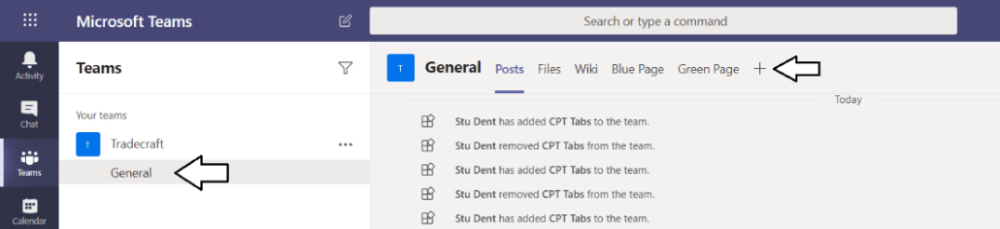 Microsoft Teams
Search or type a command
Activity
Chat
Teams
Calendar
Teams
Your teams
T Tradecraft
General
T General Posts Files Wiki Blue Page Green Page +
Today
Stu Dent has added CPT Tabs to the team.
Stu Dent removed CPT Tabs from the team.
Stu Dent has added CPT Tabs to the team.
Stu Dent removed CPT Tabs from the team.
Stu Dent has added CPT Tabs to the team.